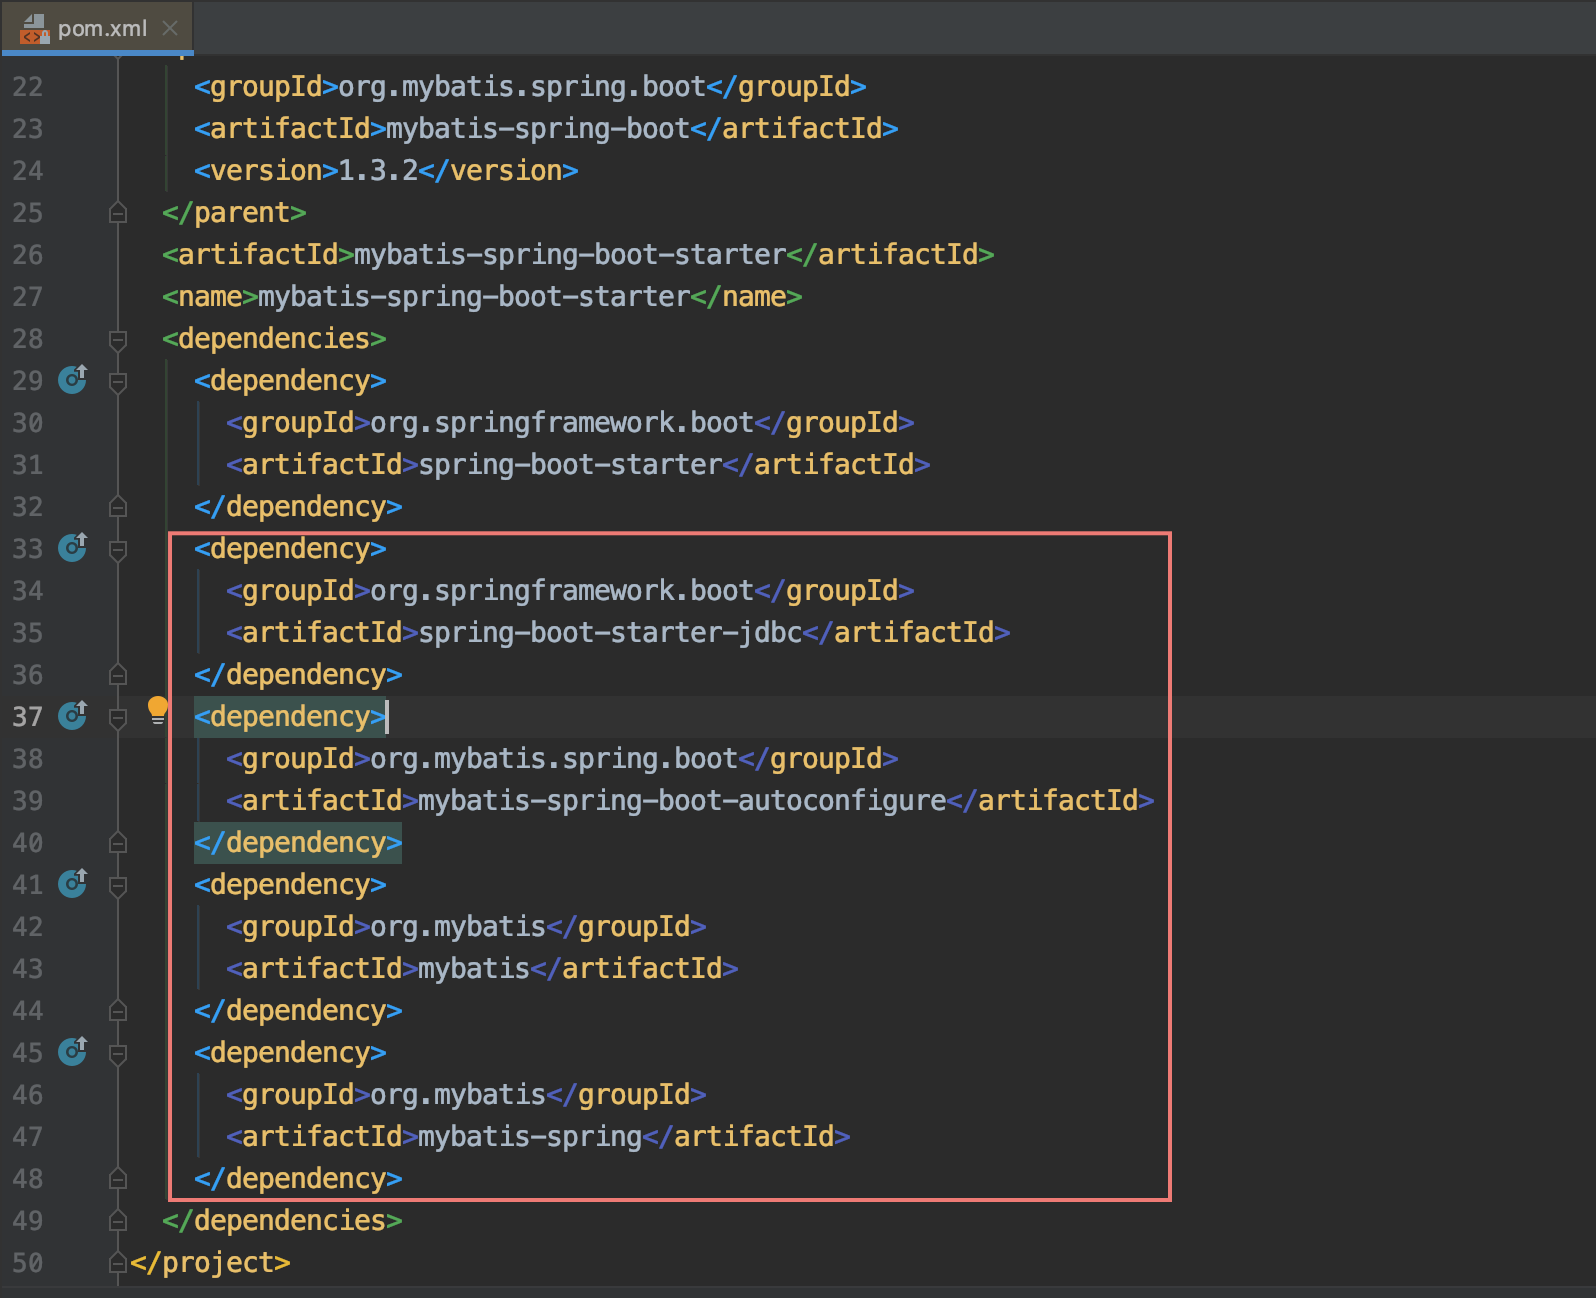 pom.xml
22 <groupId>org.mybatis.spring.boot</groupId>
23 <artifactId>mybatis-spring-boot</artifactId>
24 <version>1.3.2</version>
25 </parent>
26 <artifactId>mybatis-spring-boot-starter</artifactId>
27 <name>mybatis-spring-boot-starter</name>
28 <dependencies>
29 <dependency>
30 <groupId>org.springframework.boot</groupId>
31 <artifactId>spring-boot-starter</artifactId>
32 </dependency>
33 <dependency>
34 <groupId>org.springframework.boot</groupId>
35 <artifactId>spring-boot-starter-jdbc</artifactId>
36 </dependency>
37 <dependency>
38 <groupId>org.mybatis.spring.boot</groupId>
39 <artifactId>mybatis-spring-boot-autoconfigure</artifactId>
40 </dependency>
41 <dependency>
42 <groupId>org.mybatis</groupId>
43 <artifactId>mybatis</artifactId>
44 </dependency>
45 <dependency>
46 <groupId>org.mybatis</groupId>
47 <artifactId>mybatis-spring</artifactId>
48 </dependency>
49 </dependencies>
50 </project>